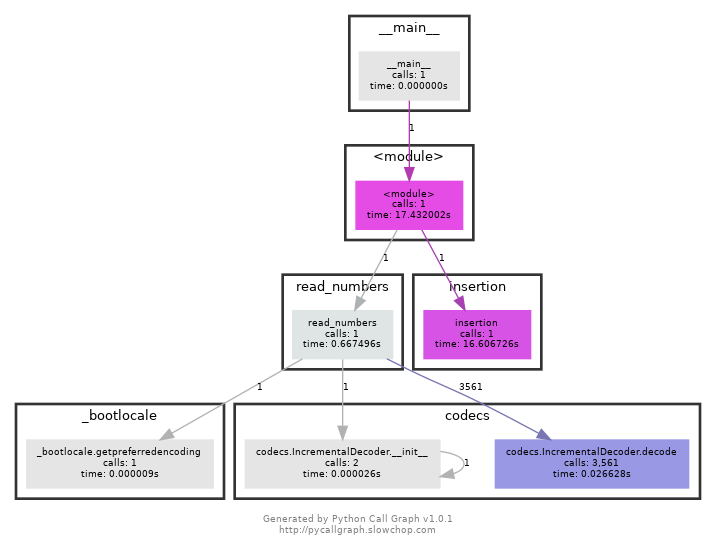 __main__
__main__
calls: 1
time: 0.000000s
1
<module>
<module>
calls: 1
time: 17.432002s
1
1
read_numbers
read_numbers
calls: 1
time: 0.667496s
insertion
insertion
calls: 1
time: 16.606726s
1
1
3561
_bootlocale
_bootlocale.getpreferredencoding
calls: 1
time: 0.000009s
codecs
codecs.IncrementalDecoder.__init__
calls: 2
time: 0.000026s
1
codecs.IncrementalDecoder.decode
calls: 3,561
time: 0.026628s
Generated by Python Call Graph v1.0.1
http://pycallgraph.slowchop.com